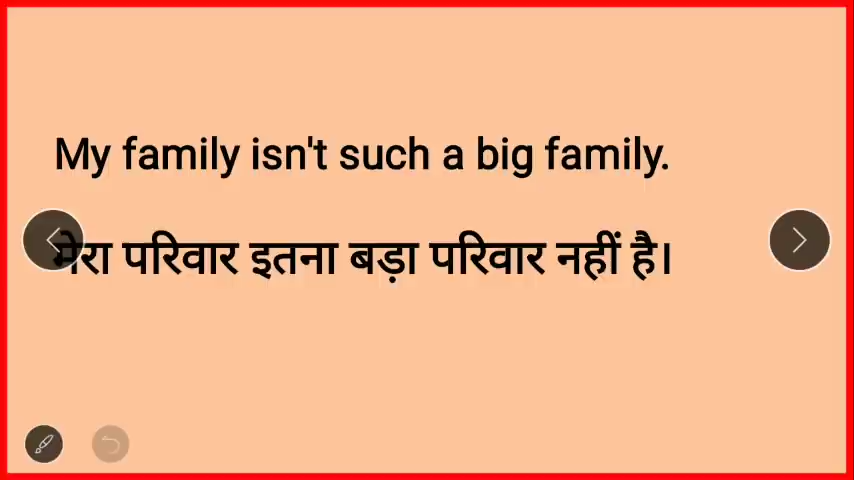 My family isn't such a big family.
मेरा परिवार इतना बड़ा परिवार नहीं है।